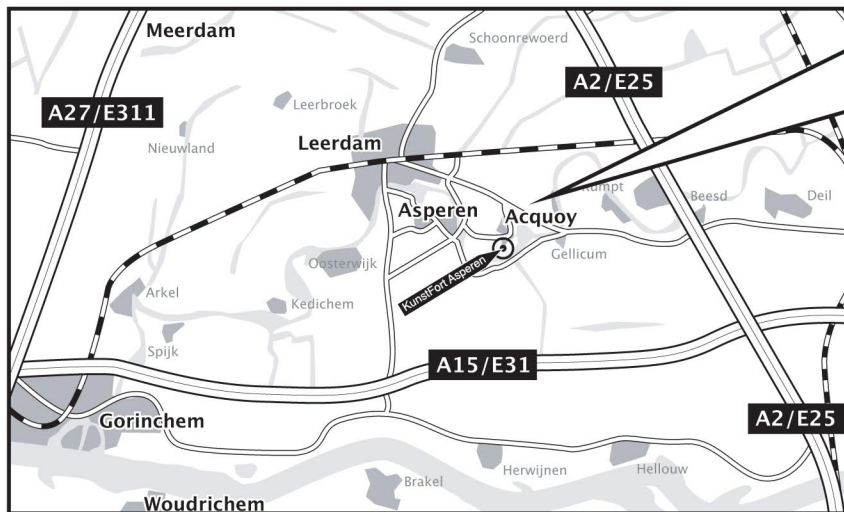 Meerdam
Schoonrewoerd
A2/E25
A27/E311
Leerbroek
Leerdam
Nieuwland
Rumpt
Beesd
Deil
Asperen
Acquoy
Gellicum
Oosterwijk
KunstFort Asperen
Arkel
Kedichem
Spijk
A15/E31
Gorinchem
A2/E25
Herwijnen
Hellouw
Brakel
Woudrichem